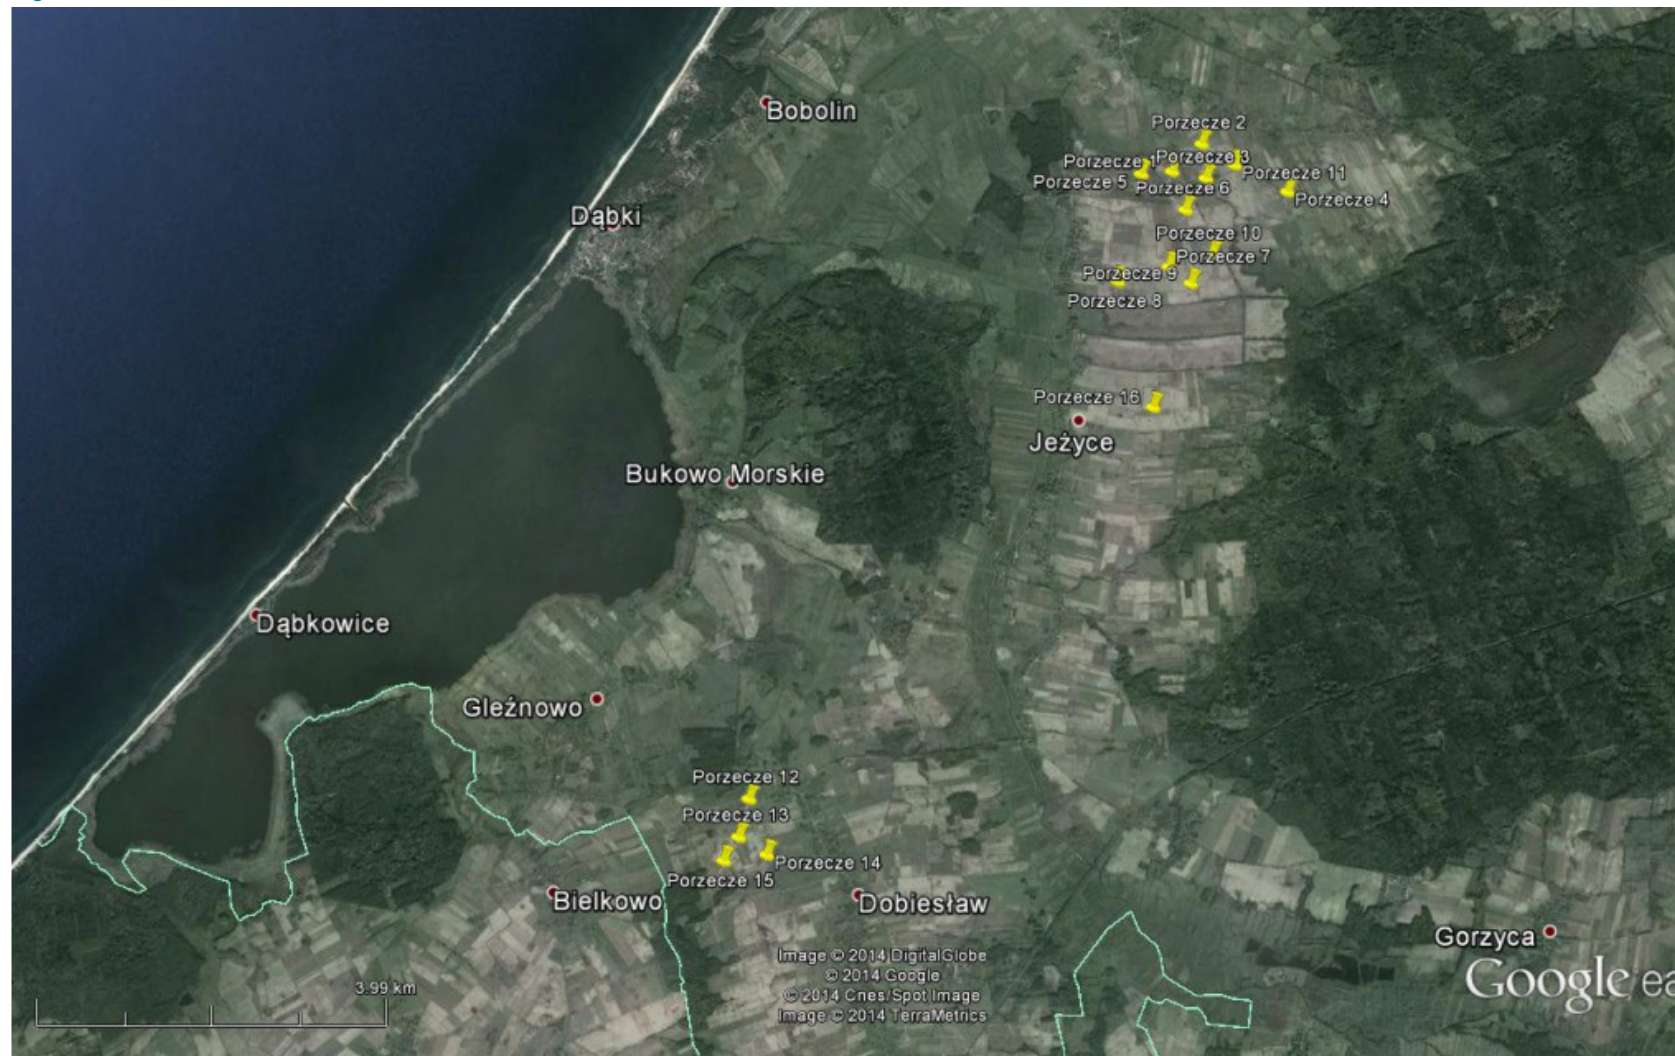 Bobolin
Porzecze 2
Porzecze 1
Porzecze 3
Porzecze 11
Porzecze 5
Porzecze 6
Porzecze 4
Dąbki
Porzecze 10
Porzecze 7
Porzecze 9
Porzecze 8
Porzecze 16
Jeżyce
Bukowo Morskie
Dąbkowice
Gleźnowo
Porzecze 12
Porzecze 13
Porzecze 14
Porzecze 15
Bielkowo
Dobiesław
Gorzyca
Image © 2014 DigitalGlobe
© 2014 Google
© 2014 Cnes/Spot Image
Image © 2014 TerraMetrics
3.99 km
Google ea